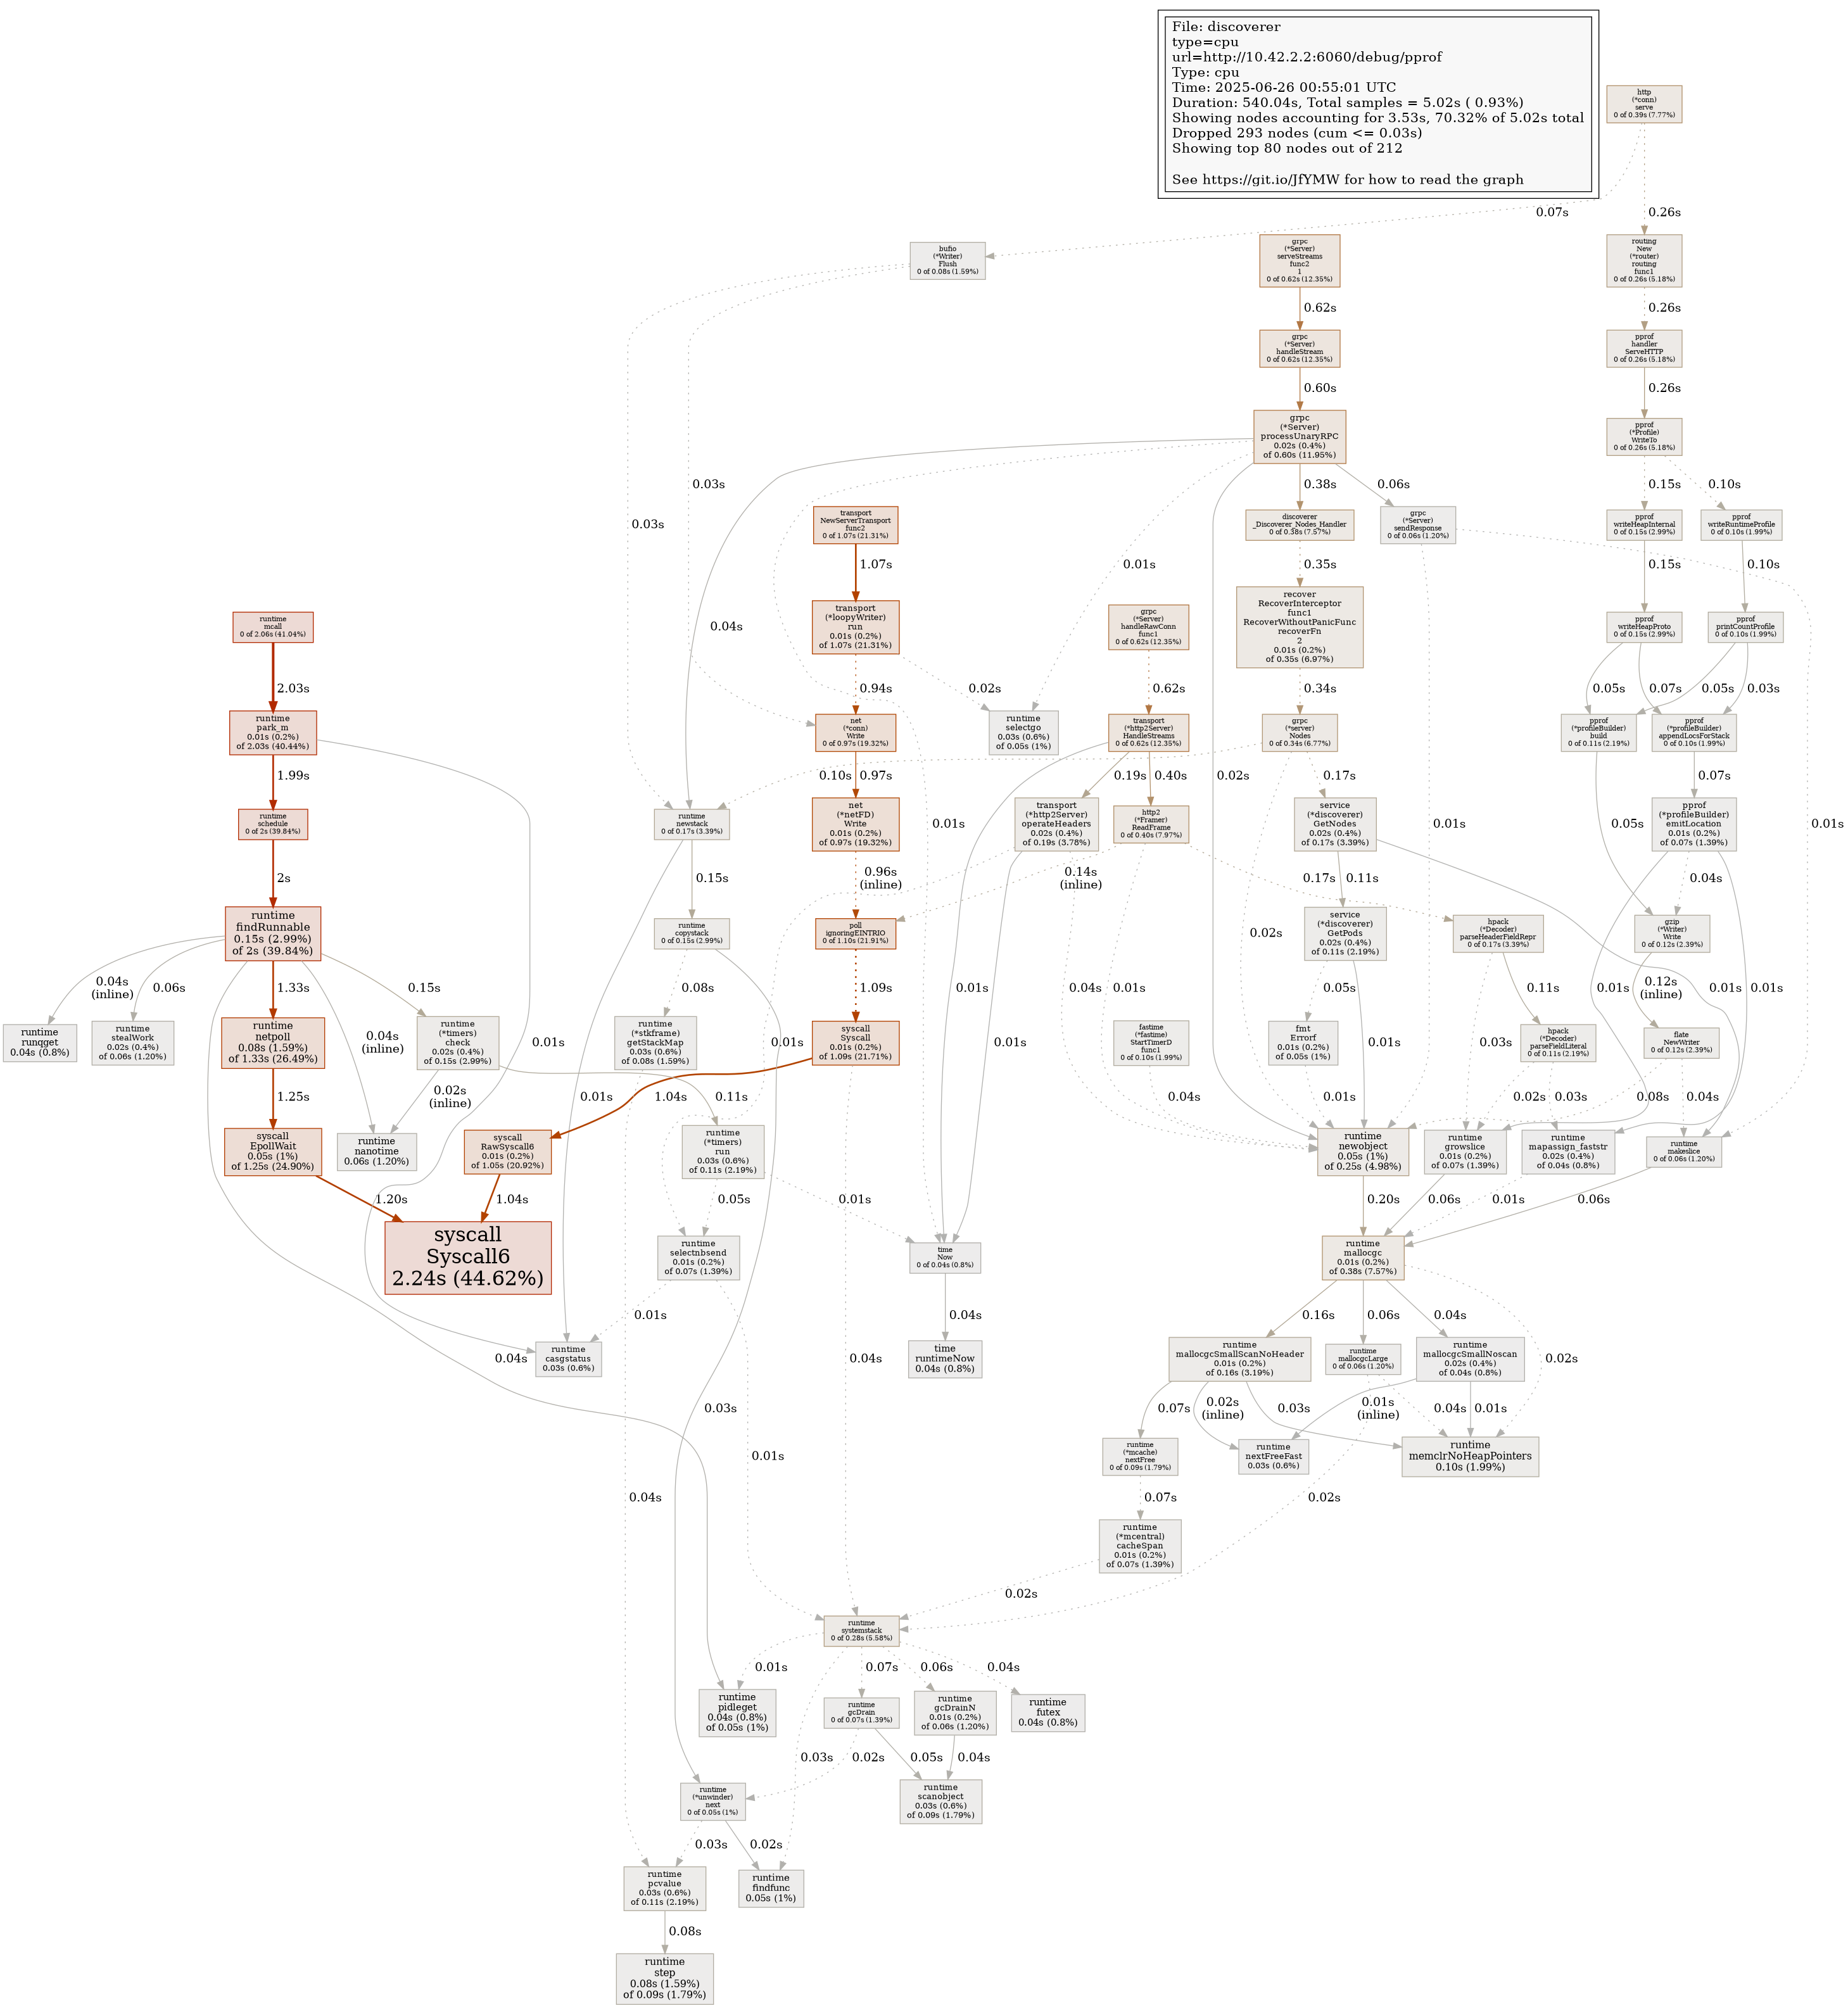 File: discoverer
type=cpu
url=http://10.42.2.2:6060/debug/pprof
Type: cpu
Time: 2025-06-26 00:55:01 UTC
Duration: 540.04s, Total samples = 5.02s ( 0.93%)
Showing nodes accounting for 3.53s, 70.32% of 5.02s total
Dropped 293 nodes (cum <= 0.03s)
Showing top 80 nodes out of 212
See https://git.io/JfYMW for how to read the graph
http
(*conn)
serve
0 of 0.39s (7.77%)
0.07s
0.26s
bufio
(*Writer)
Flush
0 of 0.08s (1.59%)
grpc
(*Server)
serveStreams
func2
1
0 of 0.62s (12.35%)
routing
New
(*router)
routing
func1
0 of 0.26s (5.18%)
0.62s
0.26s
grpc
(*Server)
handleStream
0 of 0.62s (12.35%)
pprof
handler
ServeHTTP
0 of 0.26s (5.18%)
0.60s
0.26s
grpc
(*Server)
processUnaryRPC
0.02s (0.4%)
of 0.60s (11.95%)
pprof
(*Profile)
WriteTo
0 of 0.26s (5.18%)
0.03s
0.03s
0.38s
0.06s
0.15s
0.10s
transport
NewServerTransport
func2
0 of 1.07s (21.31%)
discoverer
_Discoverer_Nodes_Handler
0 of 0.38s (7.57%)
grpc
(*Server)
sendResponse
0 of 0.06s (1.20%)
pprof
writeHeapInternal
0 of 0.15s (2.99%)
pprof
writeRuntimeProfile
0 of 0.10s (1.99%)
1.07s
0.01s
0.35s
0.15s
0.10s
runtime
mcall
0 of 2.06s (41.04%)
transport
(*loopyWriter)
run
0.01s (0.2%)
of 1.07s (21.31%)
grpc
(*Server)
handleRawConn
func1
0 of 0.62s (12.35%)
recover
RecoverInterceptor
func1
RecoverWithoutPanicFunc
recoverFn
2
0.01s (0.2%)
of 0.35s (6.97%)
pprof
writeHeapProto
0 of 0.15s (2.99%)
pprof
printCountProfile
0 of 0.10s (1.99%)
0.04s
2.03s
0.94s
0.02s
0.62s
0.34s
0.05s
0.07s
0.05s
0.03s
runtime
park_m
0.01s (0.2%)
of 2.03s (40.44%)
net
(*conn)
Write
0 of 0.97s (19.32%)
runtime
selectgo
0.03s (0.6%)
of 0.05s (1%)
transport
(*http2Server)
HandleStreams
0 of 0.62s (12.35%)
grpc
(*server)
Nodes
0 of 0.34s (6.77%)
pprof
(*profileBuilder)
build
0 of 0.11s (2.19%)
pprof
(*profileBuilder)
appendLocsForStack
0 of 0.10s (1.99%)
1.99s
0.10s
0.97s
0.19s
0.40s
0.02s
0.17s
0.07s
runtime
schedule
0 of 2s (39.84%)
runtime
newstack
0 of 0.17s (3.39%)
net
(*netFD)
Write
0.01s (0.2%)
of 0.97s (19.32%)
0.01s
transport
(*http2Server)
operateHeaders
0.02s (0.4%)
of 0.19s (3.78%)
http2
(*Framer)
ReadFrame
0 of 0.40s (7.97%)
service
(*discoverer)
GetNodes
0.02s (0.4%)
of 0.17s (3.39%)
0.01s
0.05s
pprof
(*profileBuilder)
emitLocation
0.01s (0.2%)
of 0.07s (1.39%)
0.01s
2s
0.15s
0.96s
(inline)
0.14s
(inline)
0.17s
0.11s
0.04s
runtime
findRunnable
0.15s (2.99%)
of 2s (39.84%)
runtime
copystack
0 of 0.15s (2.99%)
poll
ignoringEINTRIO
0 of 1.10s (21.91%)
0.02s
service
(*discoverer)
GetPods
0.02s (0.4%)
of 0.11s (2.19%)
hpack
(*Decoder)
parseHeaderFieldRepr
0 of 0.17s (3.39%)
gzip
(*Writer)
Write
0 of 0.12s (2.39%)
0.04s
(inline)
0.06s
1.33s
0.04s
(inline)
0.15s
0.08s
1.09s
0.01s
0.04s
0.01s
0.05s
0.11s
0.01s
0.01s
0.12s
(inline)
0.01s
runtime
runqget
0.04s (0.8%)
runtime
stealWork
0.02s (0.4%)
of 0.06s (1.20%)
runtime
netpoll
0.08s (1.59%)
of 1.33s (26.49%)
runtime
(*timers)
check
0.02s (0.4%)
of 0.15s (2.99%)
0.01s
runtime
(*stkframe)
getStackMap
0.03s (0.6%)
of 0.08s (1.59%)
0.01s
syscall
Syscall
0.01s (0.2%)
of 1.09s (21.71%)
0.01s
fastime
(*fastime)
StartTimerD
func1
0 of 0.10s (1.99%)
fmt
Errorf
0.01s (0.2%)
of 0.05s (1%)
0.01s
0.03s
hpack
(*Decoder)
parseFieldLiteral
0 of 0.11s (2.19%)
flate
NewWriter
0 of 0.12s (2.39%)
1.25s
0.02s
(inline)
0.11s
0.01s
1.04s
0.04s
0.01s
0.02s
0.03s
0.08s
0.04s
syscall
EpollWait
0.05s (1%)
of 1.25s (24.90%)
runtime
nanotime
0.06s (1.20%)
syscall
RawSyscall6
0.01s (0.2%)
of 1.05s (20.92%)
runtime
(*timers)
run
0.03s (0.6%)
of 0.11s (2.19%)
runtime
newobject
0.05s (1%)
of 0.25s (4.98%)
runtime
growslice
0.01s (0.2%)
of 0.07s (1.39%)
runtime
mapassign_faststr
0.02s (0.4%)
of 0.04s (0.8%)
runtime
makeslice
0 of 0.06s (1.20%)
1.20s
1.04s
0.05s
0.01s
0.20s
0.06s
0.01s
0.06s
syscall
Syscall6
2.24s (44.62%)
runtime
selectnbsend
0.01s (0.2%)
of 0.07s (1.39%)
time
Now
0 of 0.04s (0.8%)
runtime
mallocgc
0.01s (0.2%)
of 0.38s (7.57%)
0.01s
0.04s
0.16s
0.06s
0.04s
0.04s
runtime
casgstatus
0.03s (0.6%)
0.04s
time
runtimeNow
0.04s (0.8%)
runtime
mallocgcSmallScanNoHeader
0.01s (0.2%)
of 0.16s (3.19%)
runtime
mallocgcLarge
0 of 0.06s (1.20%)
runtime
mallocgcSmallNoscan
0.02s (0.4%)
of 0.04s (0.8%)
0.02s
0.03s
0.07s
0.02s
(inline)
0.03s
0.01s
(inline)
0.04s
0.01s
0.01s
runtime
(*mcache)
nextFree
0 of 0.09s (1.79%)
runtime
nextFreeFast
0.03s (0.6%)
runtime
memclrNoHeapPointers
0.10s (1.99%)
0.04s
0.07s
0.02s
runtime
(*mcentral)
cacheSpan
0.01s (0.2%)
of 0.07s (1.39%)
0.02s
runtime
systemstack
0 of 0.28s (5.58%)
0.01s
0.07s
0.06s
0.04s
runtime
pidleget
0.04s (0.8%)
of 0.05s (1%)
runtime
gcDrain
0 of 0.07s (1.39%)
runtime
gcDrainN
0.01s (0.2%)
of 0.06s (1.20%)
runtime
futex
0.04s (0.8%)
0.03s
0.02s
0.05s
0.04s
runtime
(*unwinder)
next
0 of 0.05s (1%)
runtime
scanobject
0.03s (0.6%)
of 0.09s (1.79%)
0.03s
0.02s
runtime
pcvalue
0.03s (0.6%)
of 0.11s (2.19%)
runtime
findfunc
0.05s (1%)
0.08s
runtime
step
0.08s (1.59%)
of 0.09s (1.79%)